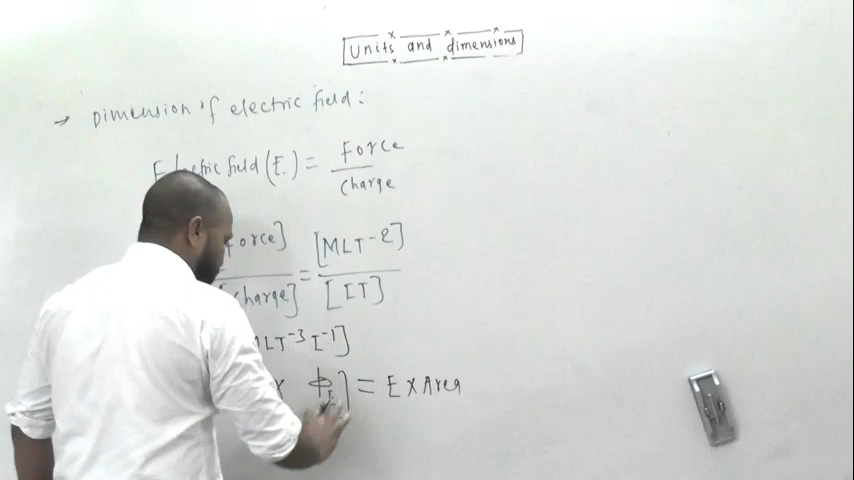 Units and dimensions
→ Dimension of electric field :
Electric field (E) = Force
Charge
Force] = [MLT-2]
[charge] [IT]
MLT-3 I-1]
ΦE] = E X Area